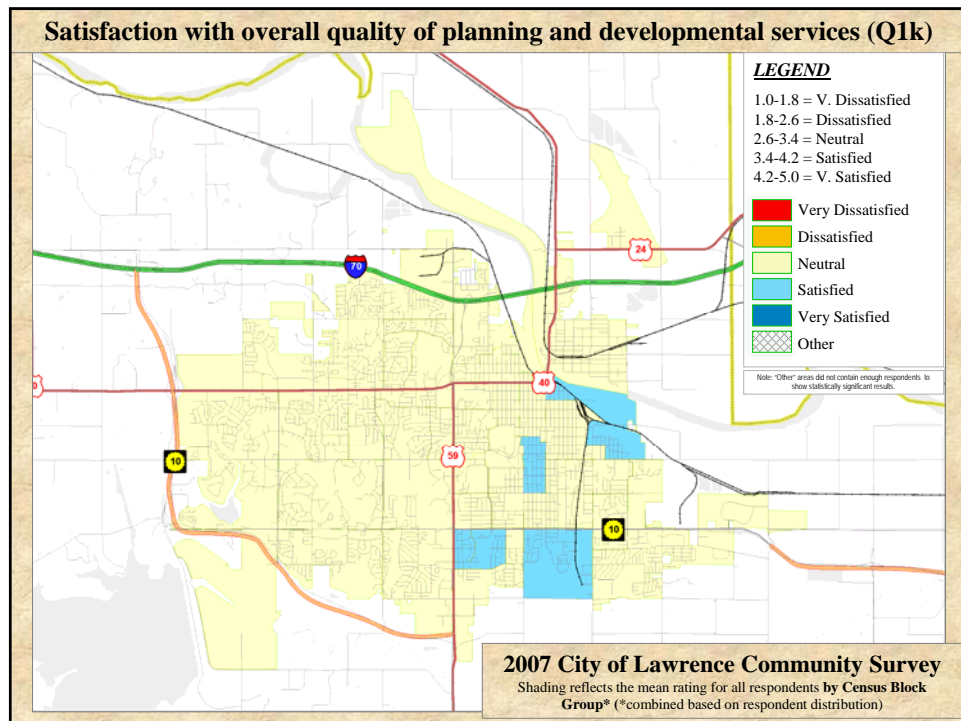 Satisfaction with overall quality of planning and developmental services (Q1k)
LEGEND
1.0-1.8 = V. Dissatisfied
1.8-2.6 = Dissatisfied
2.6-3.4 = Neutral
3.4-4.2 = Satisfied
4.2-5.0 = V. Satisfied
Very Dissatisfied
Dissatisfied
Neutral
Satisfied
Very Satisfied
Other
Note: "Other" areas did not contain enough respondents to
show statistically significant results.
24
70
40
59
10
10
2007 City of Lawrence Community Survey
Shading reflects the mean rating for all respondents by Census Block
Group* (*combined based on respondent distribution)